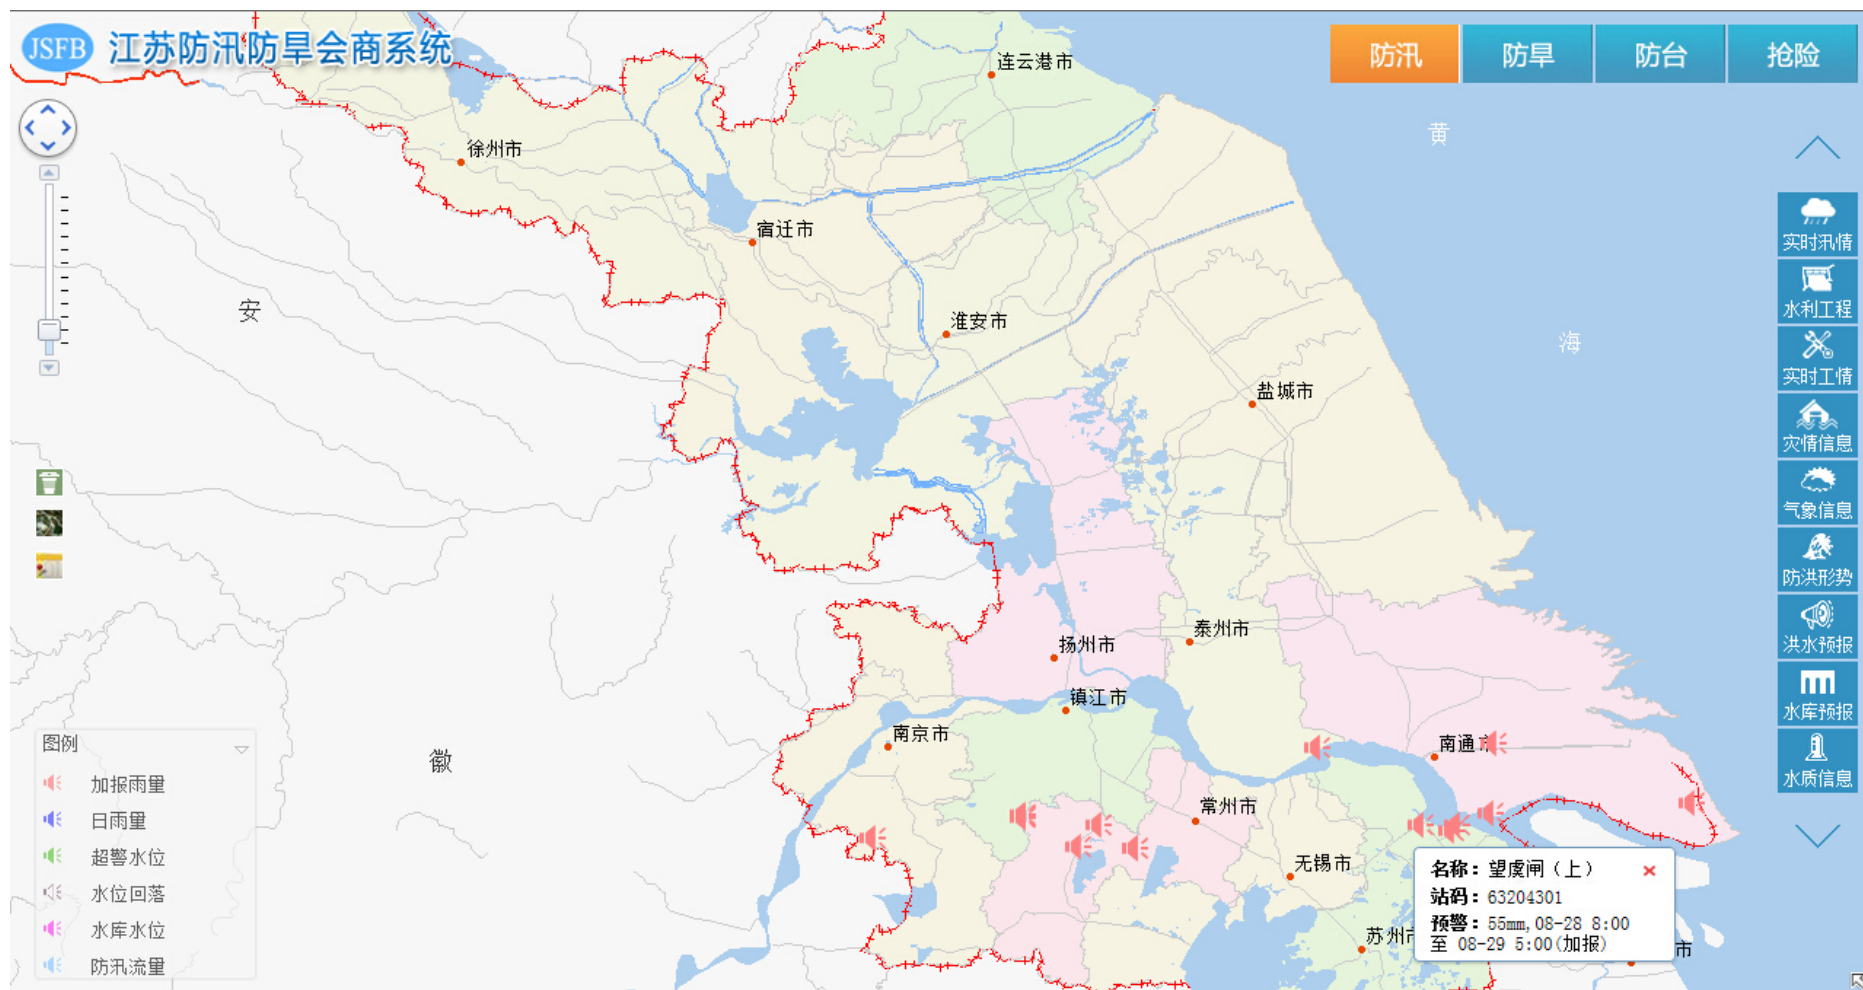 JSFB 江苏防汛防旱会商系统
防汛 防旱 防台 抢险
连云港市
黄
徐州市
宿迁市
实时汛情
安
水利工程
淮安市
海
实时工情
盐城市
灾情信息
气象信息
防洪形势
泰州市
扬州市
洪水预报
镇江市
水库预报
南京市
南通
图例
徽
水质信息
加报雨量
常州市
日雨量
超警水位
无锡市
名称：望虞闸（上）
水位回落
站码：63204301
水库水位
预警：55mm,08-28 8:00
苏州市
至 08-29 5:00(加报)
市
防汛流量